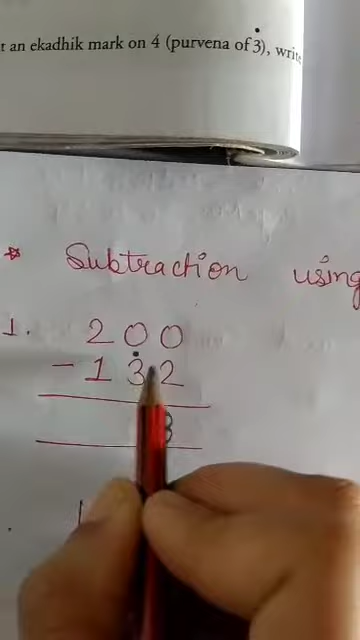 t an ekadhik mark on 4 (purvena of 3̇), write
☆ Subtraction using
1. 2 0 0
- 1 3̇ 2
8